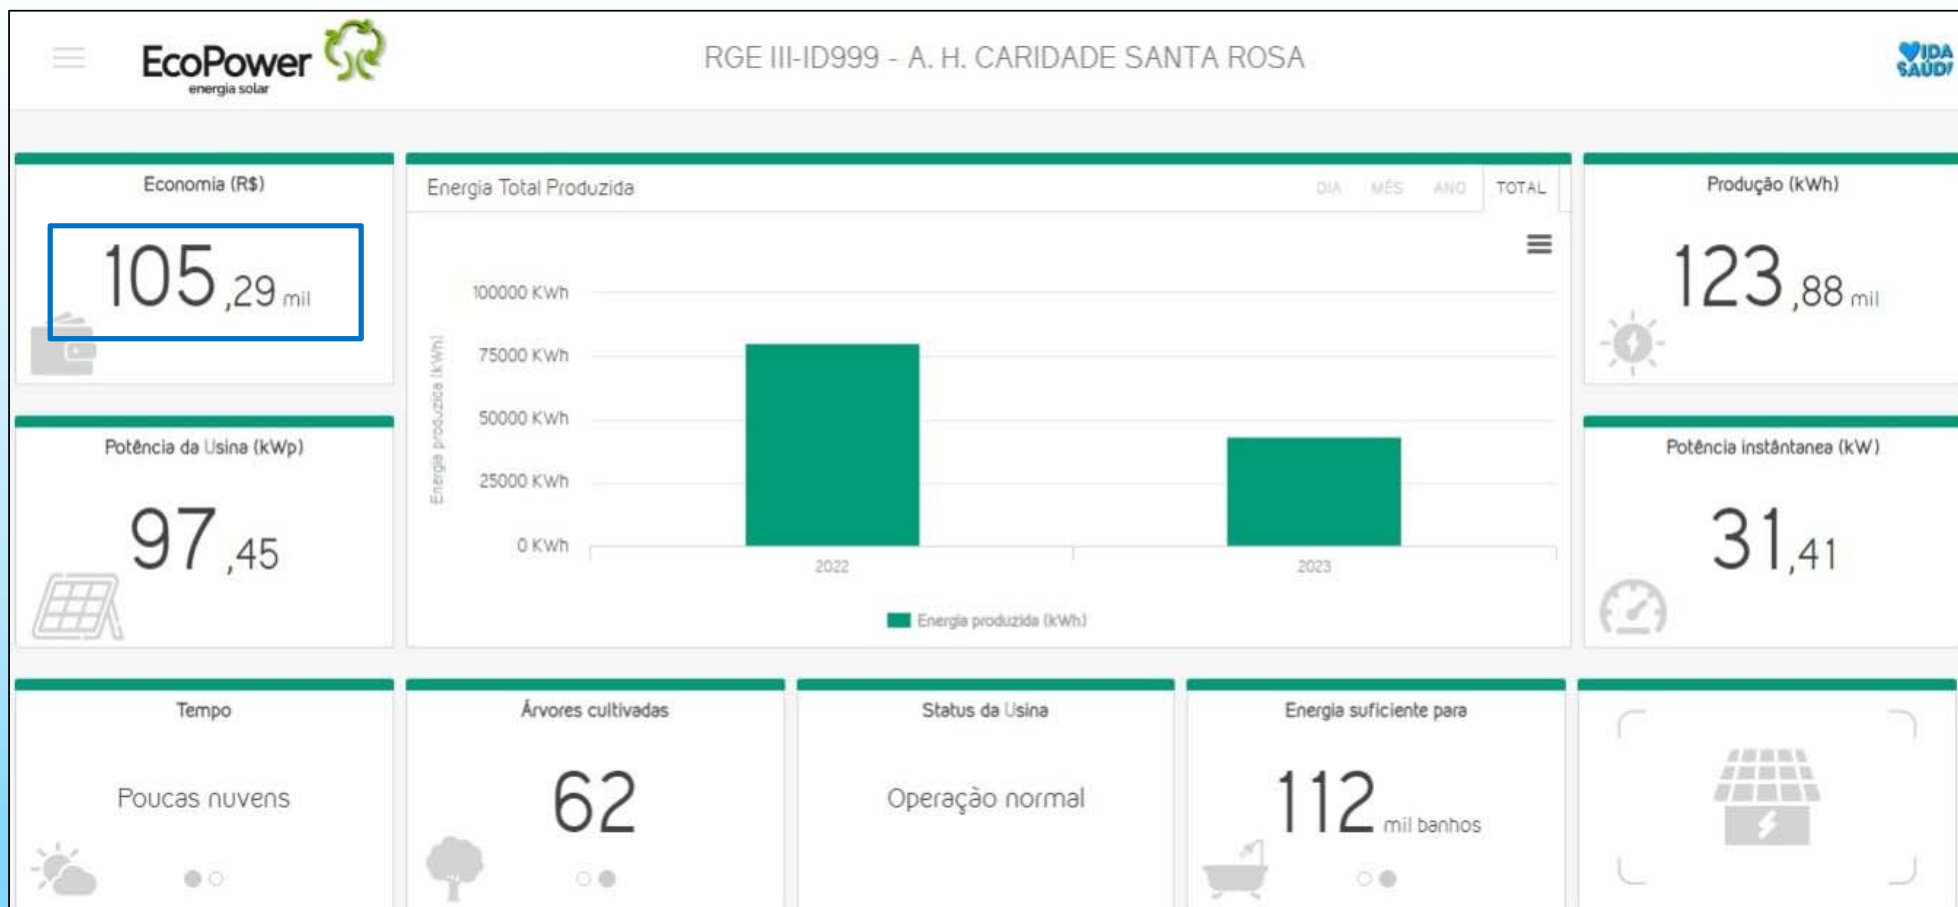 EcoPower
energia solar
RGE III-ID999 - A. H. CARIDADE SANTA ROSA
VIDA
SAÚD
Economia (R$)
105,29 mil
Energia Total Produzida
DIA MÊS ANO TOTAL
Energia produzida (kWh)
100000 KWh
75000 KWh
50000 KWh
25000 KWh
0 KWh
2022
2023
Energia produzida (kWh)
Produção (kWh)
123,88 mil
Potência da Usina (kWp)
97,45
Potência instântanea (kW)
31,41
Tempo
Poucas nuvens
Árvores cultivadas
62
Status da Usina
Operação normal
Energia suficiente para
112 mil banhos